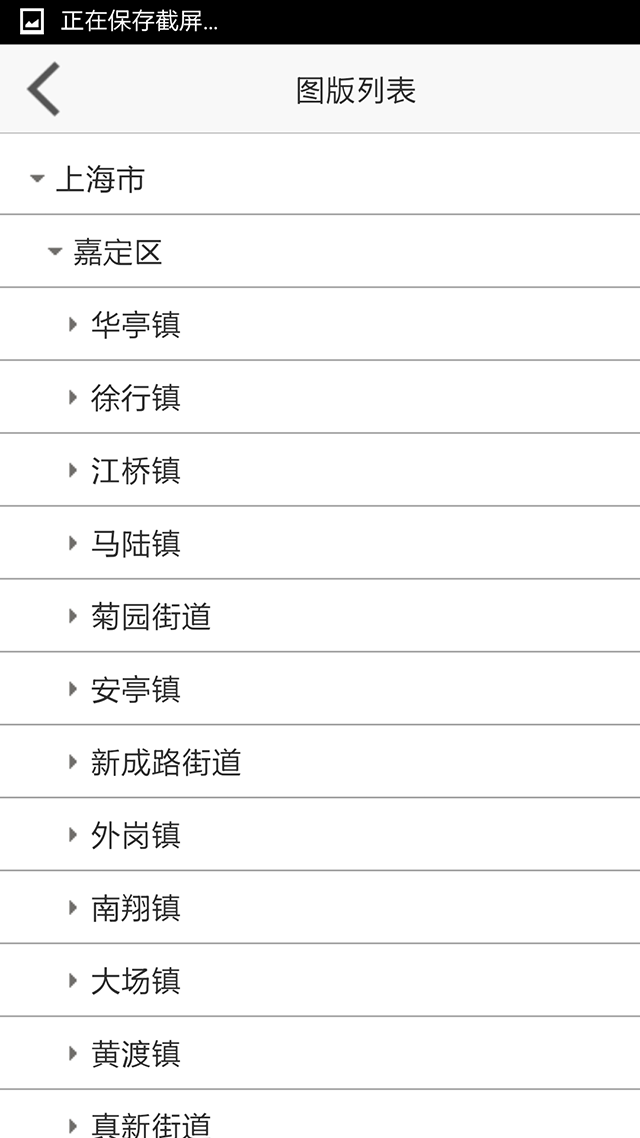 正在保存截屏...
图版列表
上海市
嘉定区
华亭镇
徐行镇
江桥镇
马陆镇
菊园街道
安亭镇
新成路街道
外岗镇
南翔镇
大场镇
黄渡镇
真新街道